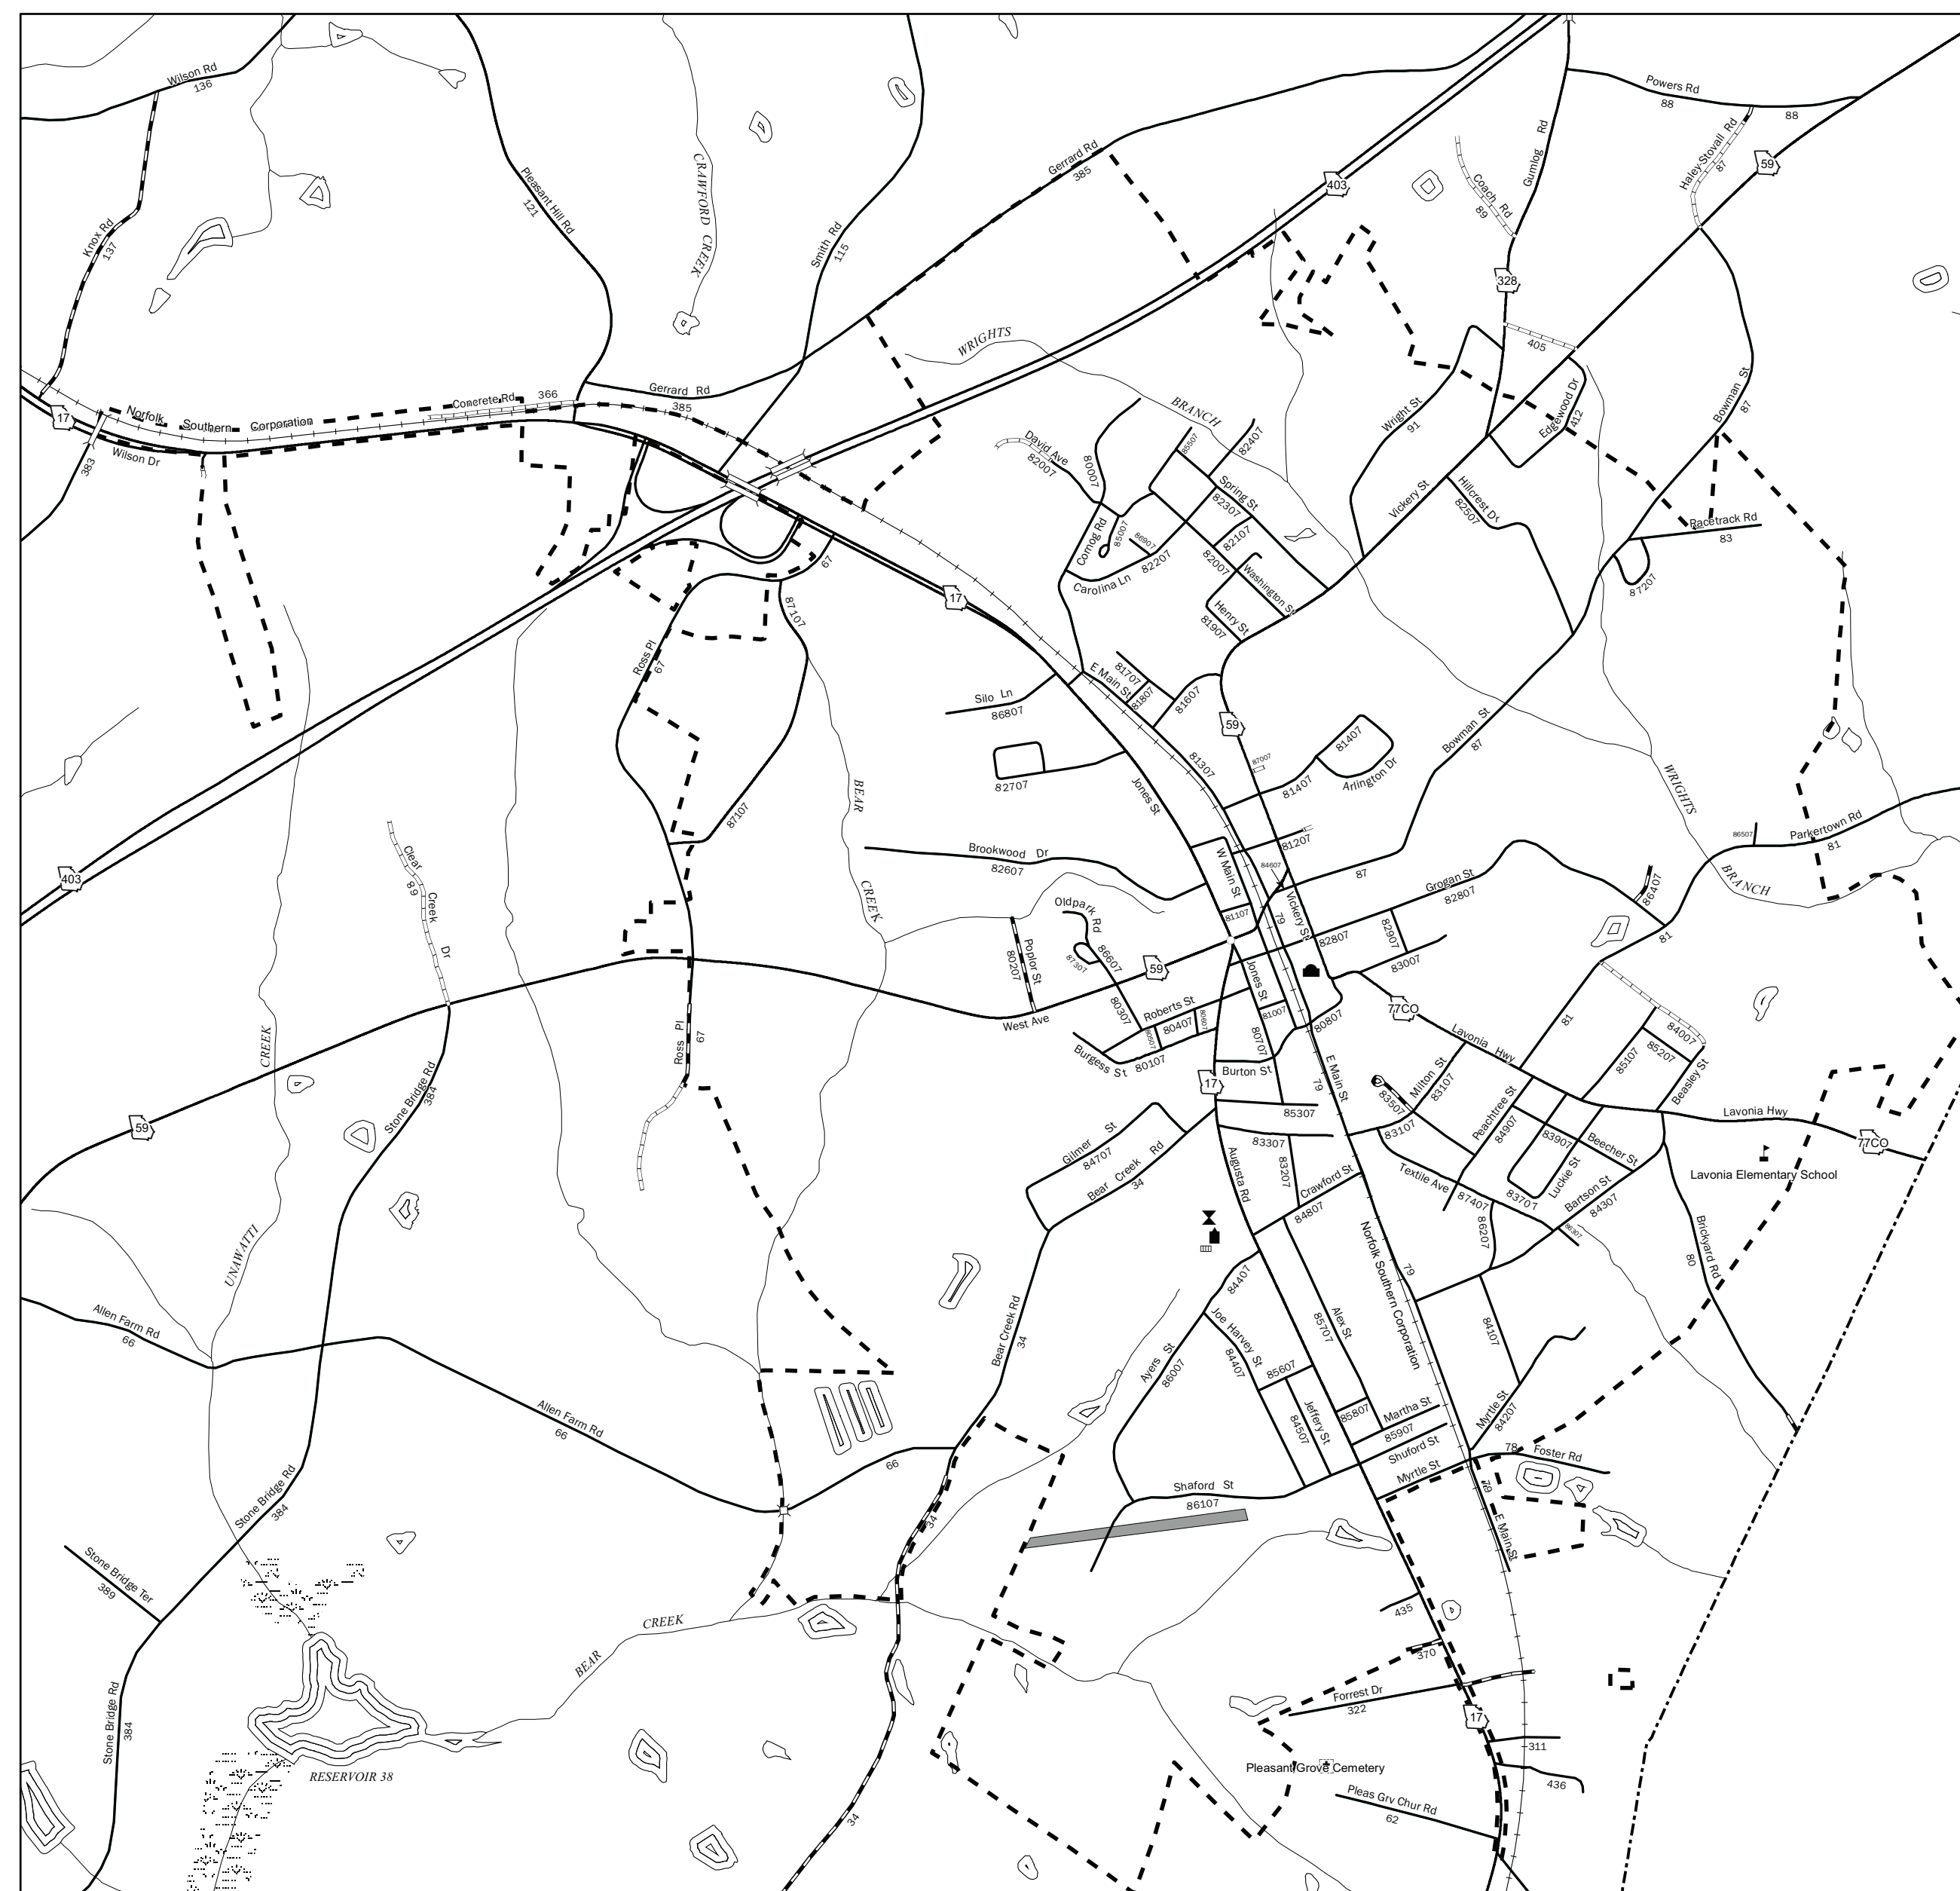 Wilson Rd
136
Powers Rd
88
88
Haley-Stovall Rd
87
59
Gumlog Rd
Coach Rd
89
403
Gerrard Rd
385
CRAWFORD CREEK
Pleasant Hill Rd
121
Smith Rd
115
Knox Rd
137
328
405
WRIGHTS
BRANCH
Edgewood Dr
412
Bowman St
87
Wright St
91
17
Norfolk Southern Corporation
Concrete Rd
366
Gerrard Rd
385
Wilson Dr
383
David Ave
82007
80007
85507
82407
Spring St
82307
82107
82007
Vickery St
Hillcrest Dr
82507
Racetrack Rd
83
87207
Cornog Rd
85007
86907
82207
Carolina Ln
Washington St
Henry St
81907
67
87107
17
Ross Pl
67
E Main St
81707
81807
81607
Silo Ln
86807
59
82707
Jones St
81307
87007
81407
81407
Arlington Dr
Bowman St
87
BEAR
CREEK
87107
WRIGHTS
BRANCH
403
Clear Creek Dr
89
Brookwood Dr
82607
W Main St
81207
84607
87
Parkertown Rd
81
86507
Grogan St
82807
86407
81
Oldpark Rd
86607
87307
81107
79
Vickery St
82807
82907
83007
Poplor St
80207
59
80307
West Ave
Roberts St
80407
80507
80607
Jones St
81007
80707
80807
77CO
Lavonia Hwy
81
84007
85207
85107
Beasley St
Ross Pl
67
CREEK
UNAWATTI
Stone Bridge Rd
384
59
Burgess St
80107
Burton St
17
E Main St
79
85307
83507
Milton St
83107
83107
Peachtree St
84907
83907
Beecher St
Luckie St
83707
Bartson St
84307
Lavonia Hwy
77CO
Lavonia Elementary School
Gilmer St
84707
Bear Creek Rd
34
83307
83207
Augusta Rd
Crawford St
84807
Textile Ave
87407
86207
86307
Brickyard Rd
80
Norfolk Southern Corporation
79
84407
Alex St
85707
84107
Allen Farm Rd
66
Bear Creek Rd
34
Joe Harvey St
84407
Ayers St
86007
85607
Jeffery St
84507
85807
Martha St
85907
Shuford St
Myrtle St
Myrtle St
84207
78
Foster Rd
Allen Farm Rd
66
66
Shaford St
86107
79
E Main St
34
Stone Bridge Rd
384
Stone Bridge Ter
389
435
370
BEAR
CREEK
Forrest Dr
322
17
311
436
Stone Bridge Rd
384
RESERVOIR 38
Pleasant Grove Cemetery
Pleas Grv Chur Rd
62
34